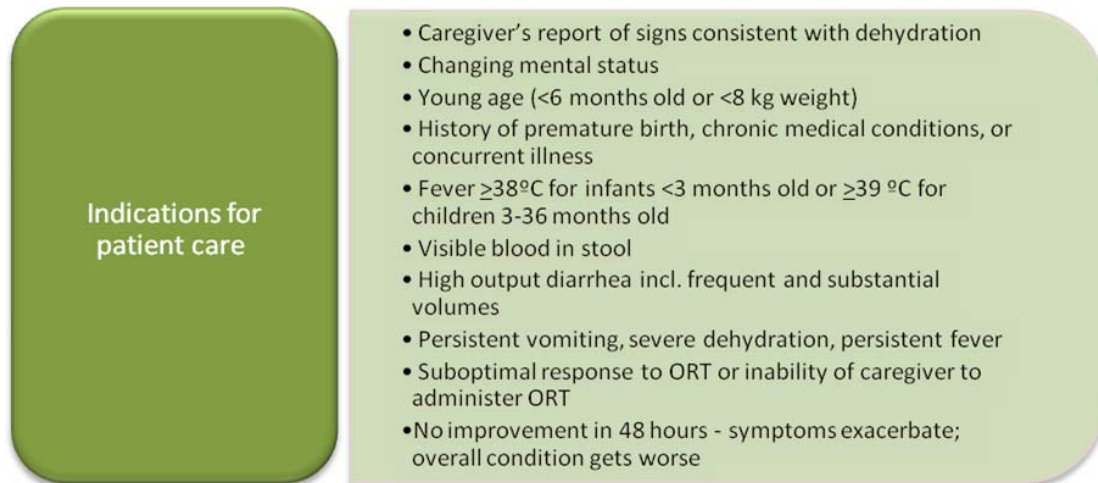 Indications for
patient care
• Caregiver’s report of signs consistent with dehydration
• Changing mental status
• Young age (<6 months old or <8 kg weight)
• History of premature birth, chronic medical conditions, or
concurrent illness
• Fever ≥38ºC for infants <3 months old or ≥39 ºC for
children 3-36 months old
• Visible blood in stool
• High output diarrhea incl. frequent and substantial
volumes
• Persistent vomiting, severe dehydration, persistent fever
• Suboptimal response to ORT or inability of caregiver to
administer ORT
•No improvement in 48 hours - symptoms exacerbate;
overall condition gets worse